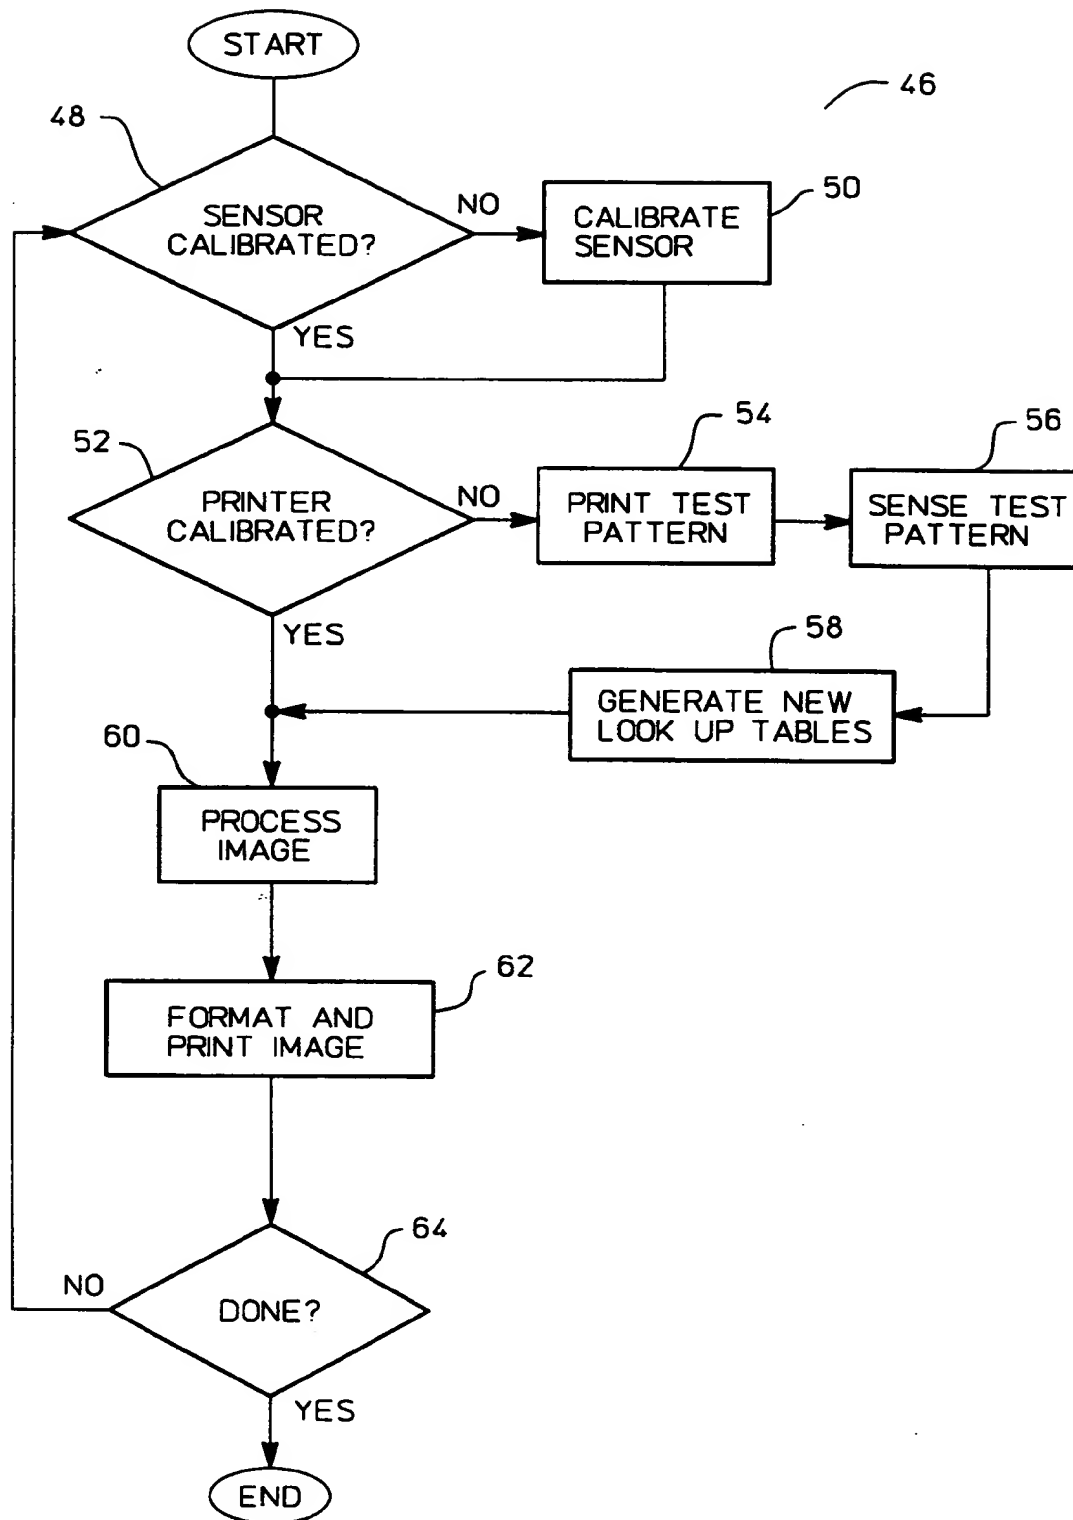 START
46
48
SENSOR
CALIBRATED?
NO
50
CALIBRATE
SENSOR
YES
52
PRINTER
CALIBRATED?
NO
54
PRINT TEST
PATTERN
56
SENSE TEST
PATTERN
YES
58
GENERATE NEW
LOOK UP TABLES
60
PROCESS
IMAGE
62
FORMAT AND
PRINT IMAGE
64
NO
DONE?
YES
END